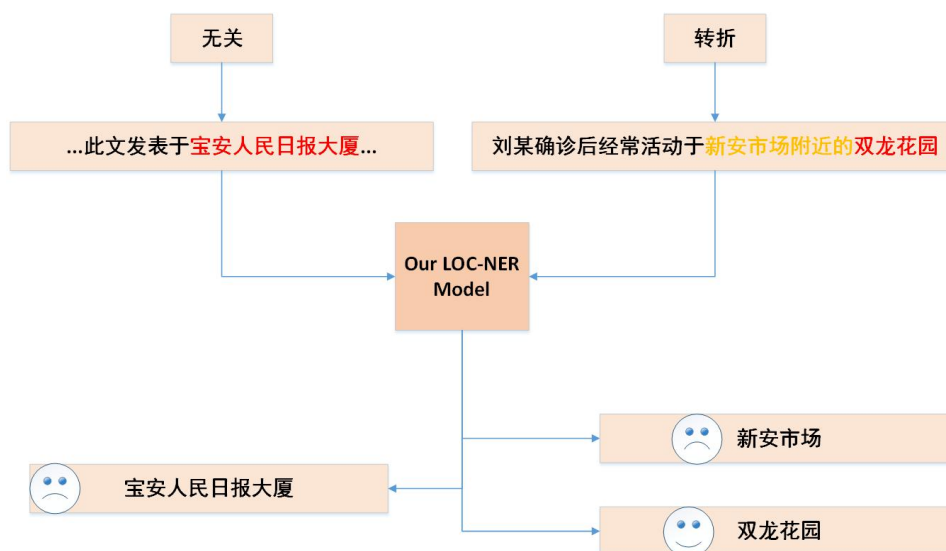 无关
转折
...此文发表于宝安人民日报大厦...
刘某确诊后经常活动于新安市场附近的双龙花园
Our LOC-NER
Model
新安市场
宝安人民日报大厦
双龙花园